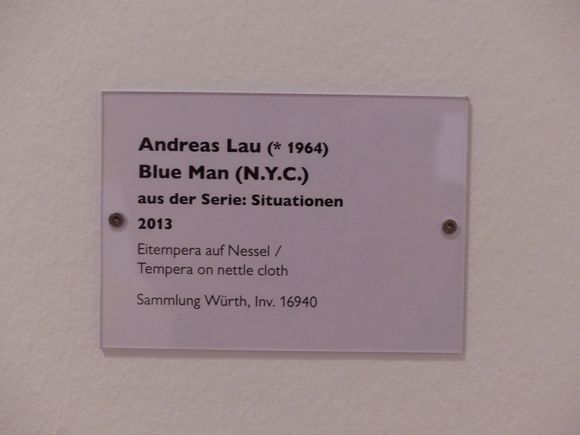 Andreas Lau (* 1964)
Blue Man (N.Y.C.)
aus der Serie: Situationen
2013
Eitempera auf Nessel /
Tempera on nettle cloth
Sammlung Würth, Inv. 16940